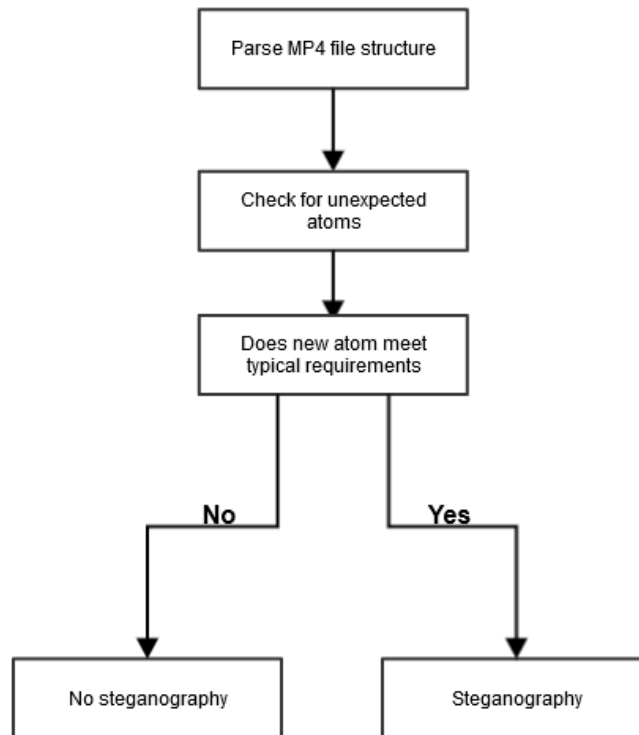 Parse MP4 file structure
Check for unexpected
atoms
Does new atom meet
typical requirements
No
Yes
No steganography
Steganography